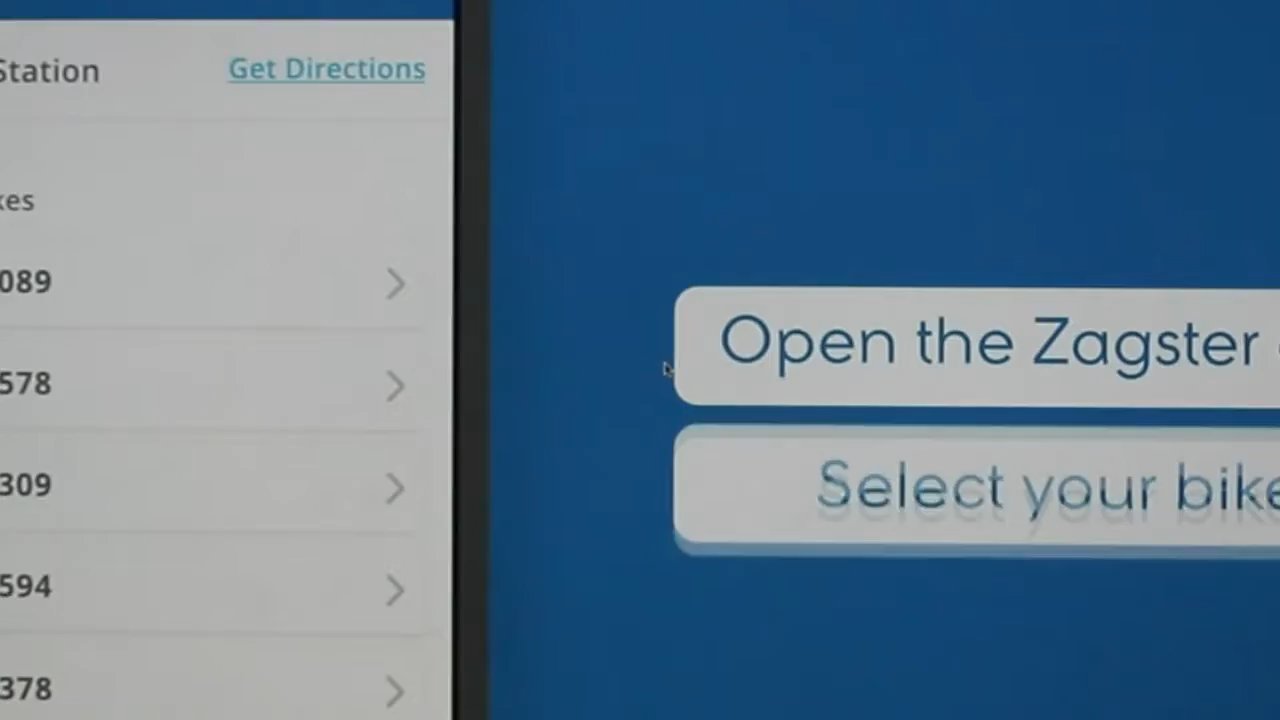 Station
Get Directions
kes
089
578
309
594
378
Open the Zagster
Select your bike